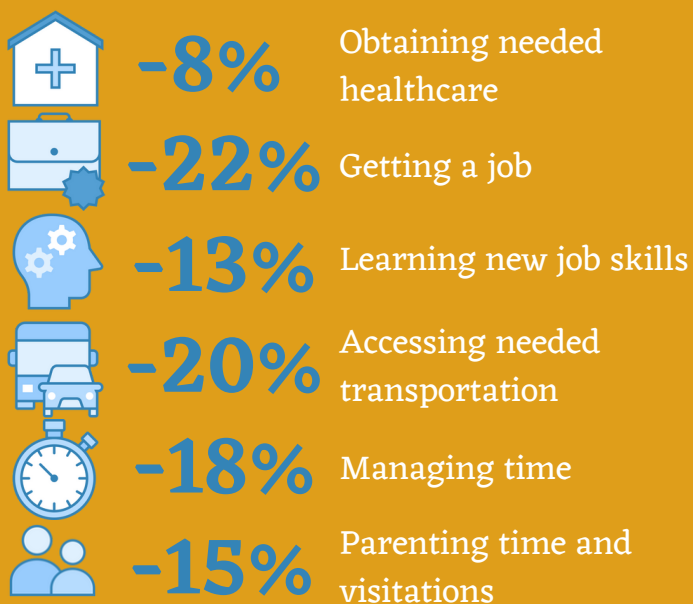 -8%
Obtaining needed
healthcare
-22%
Getting a job
-13%
Learning new job skills
-20%
Accessing needed
transportation
-18%
Managing time
-15%
Parenting time and
visitations